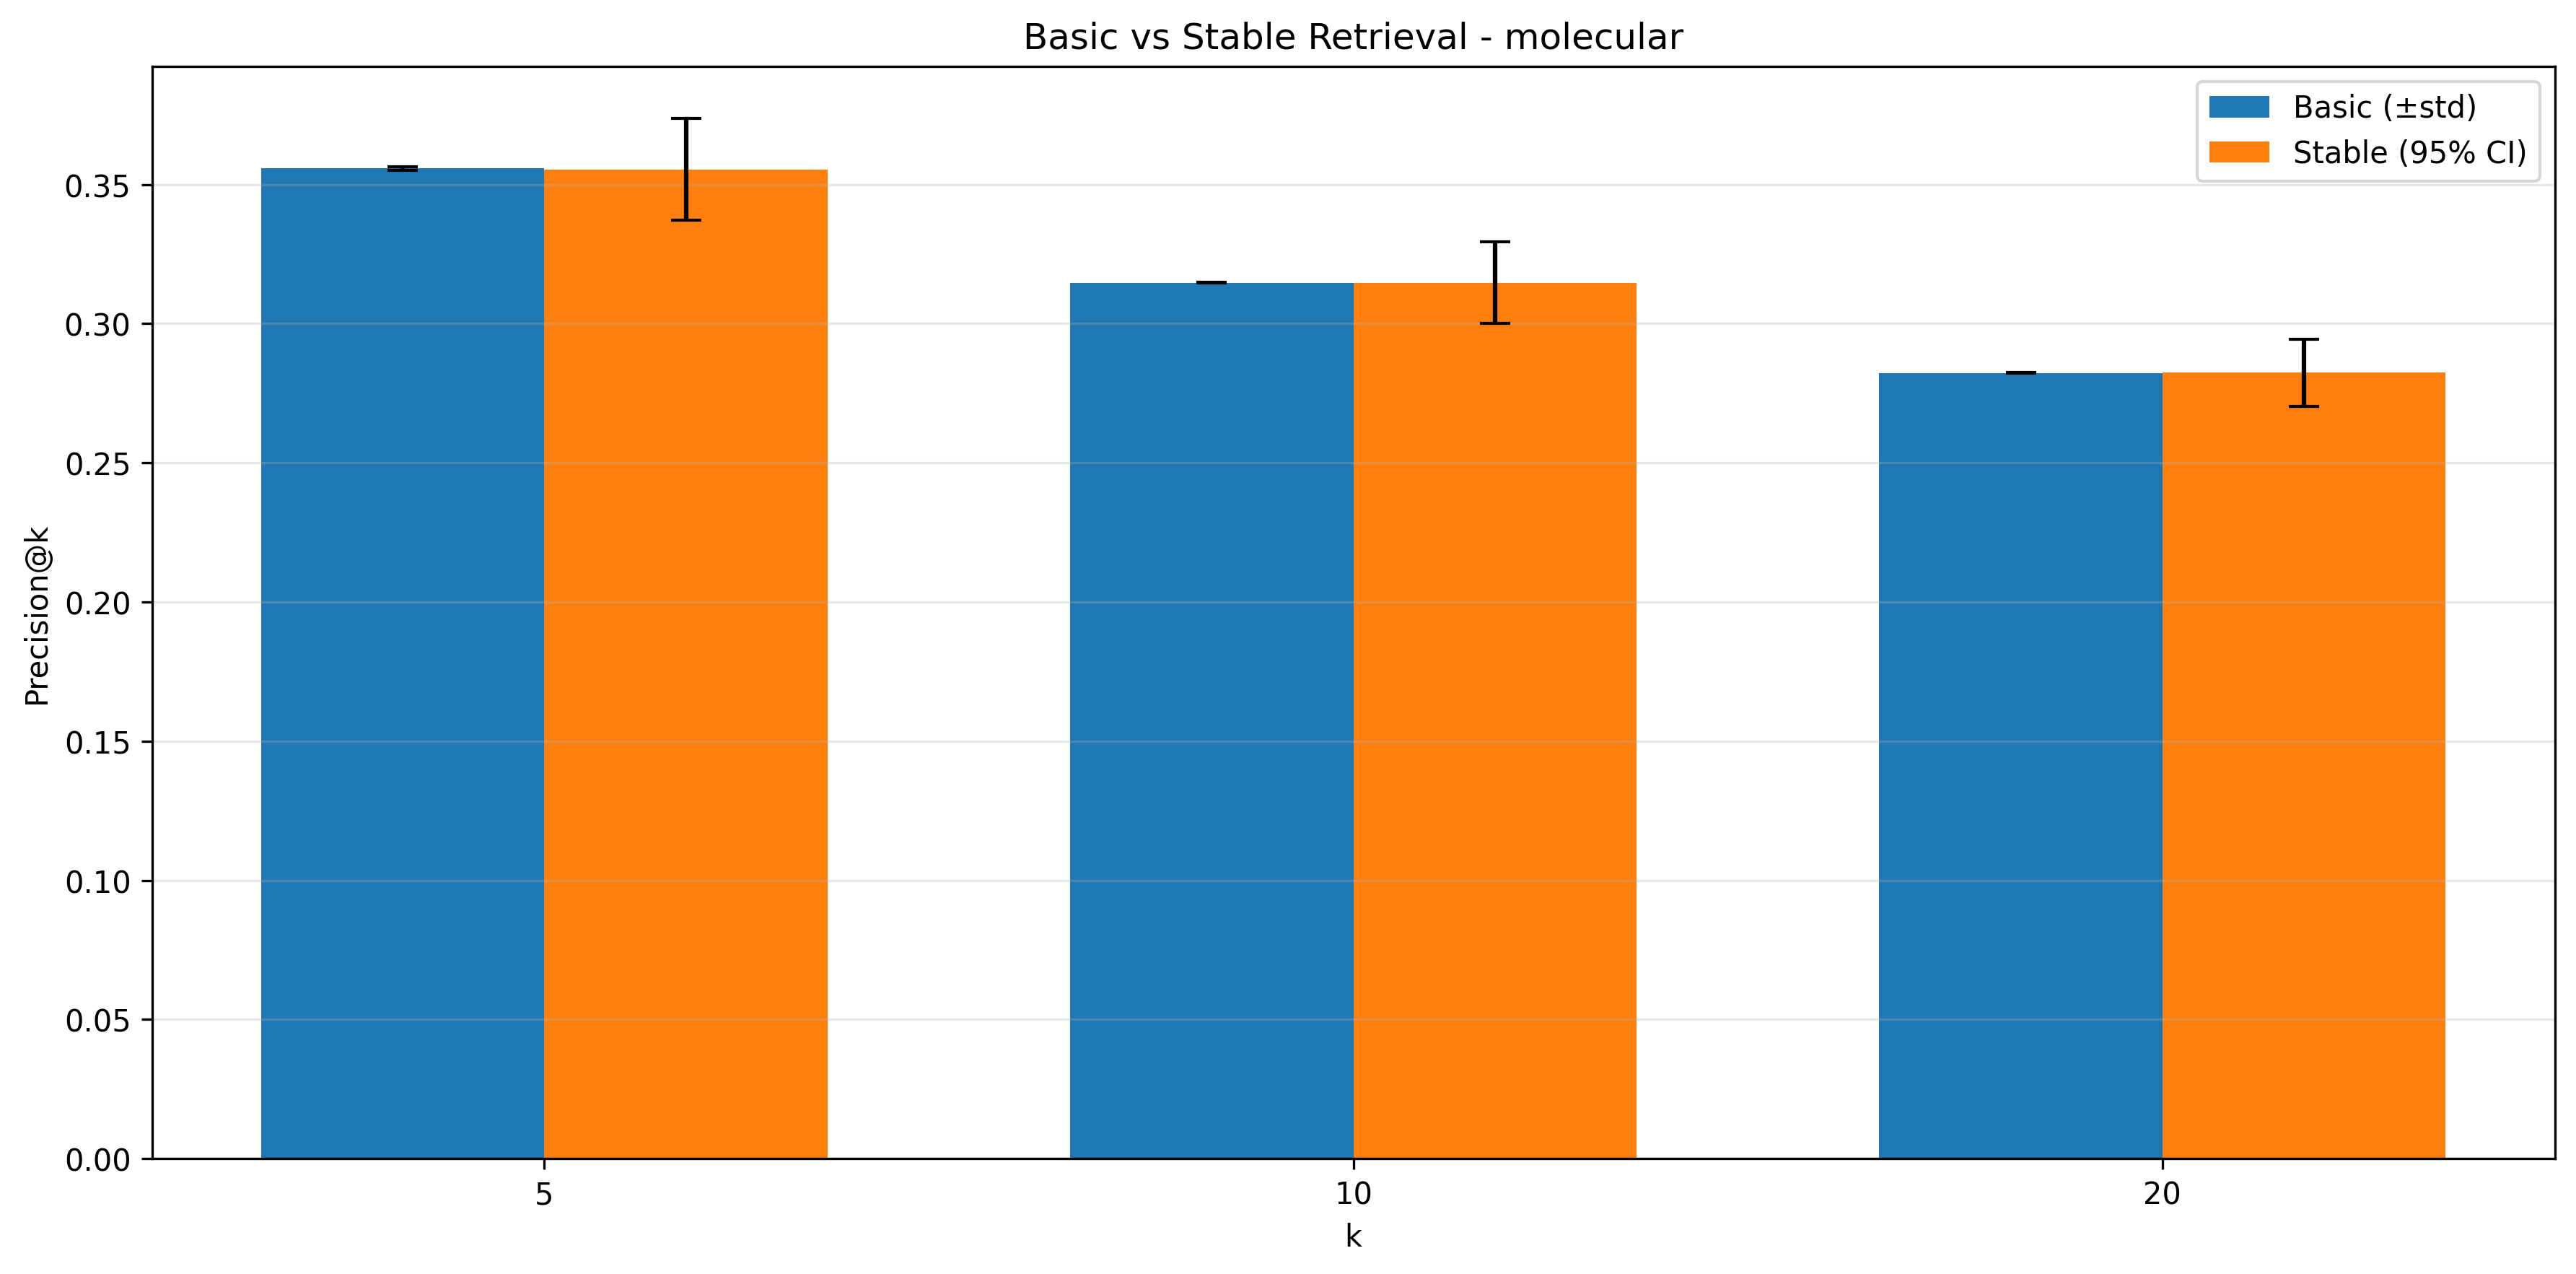 Basic vs Stable Retrieval - molecular
Basic (±std)
Stable (95% CI)
Precision@k
0.35
0.30
0.25
0.20
0.15
0.10
0.05
0.00
5
10
20
k